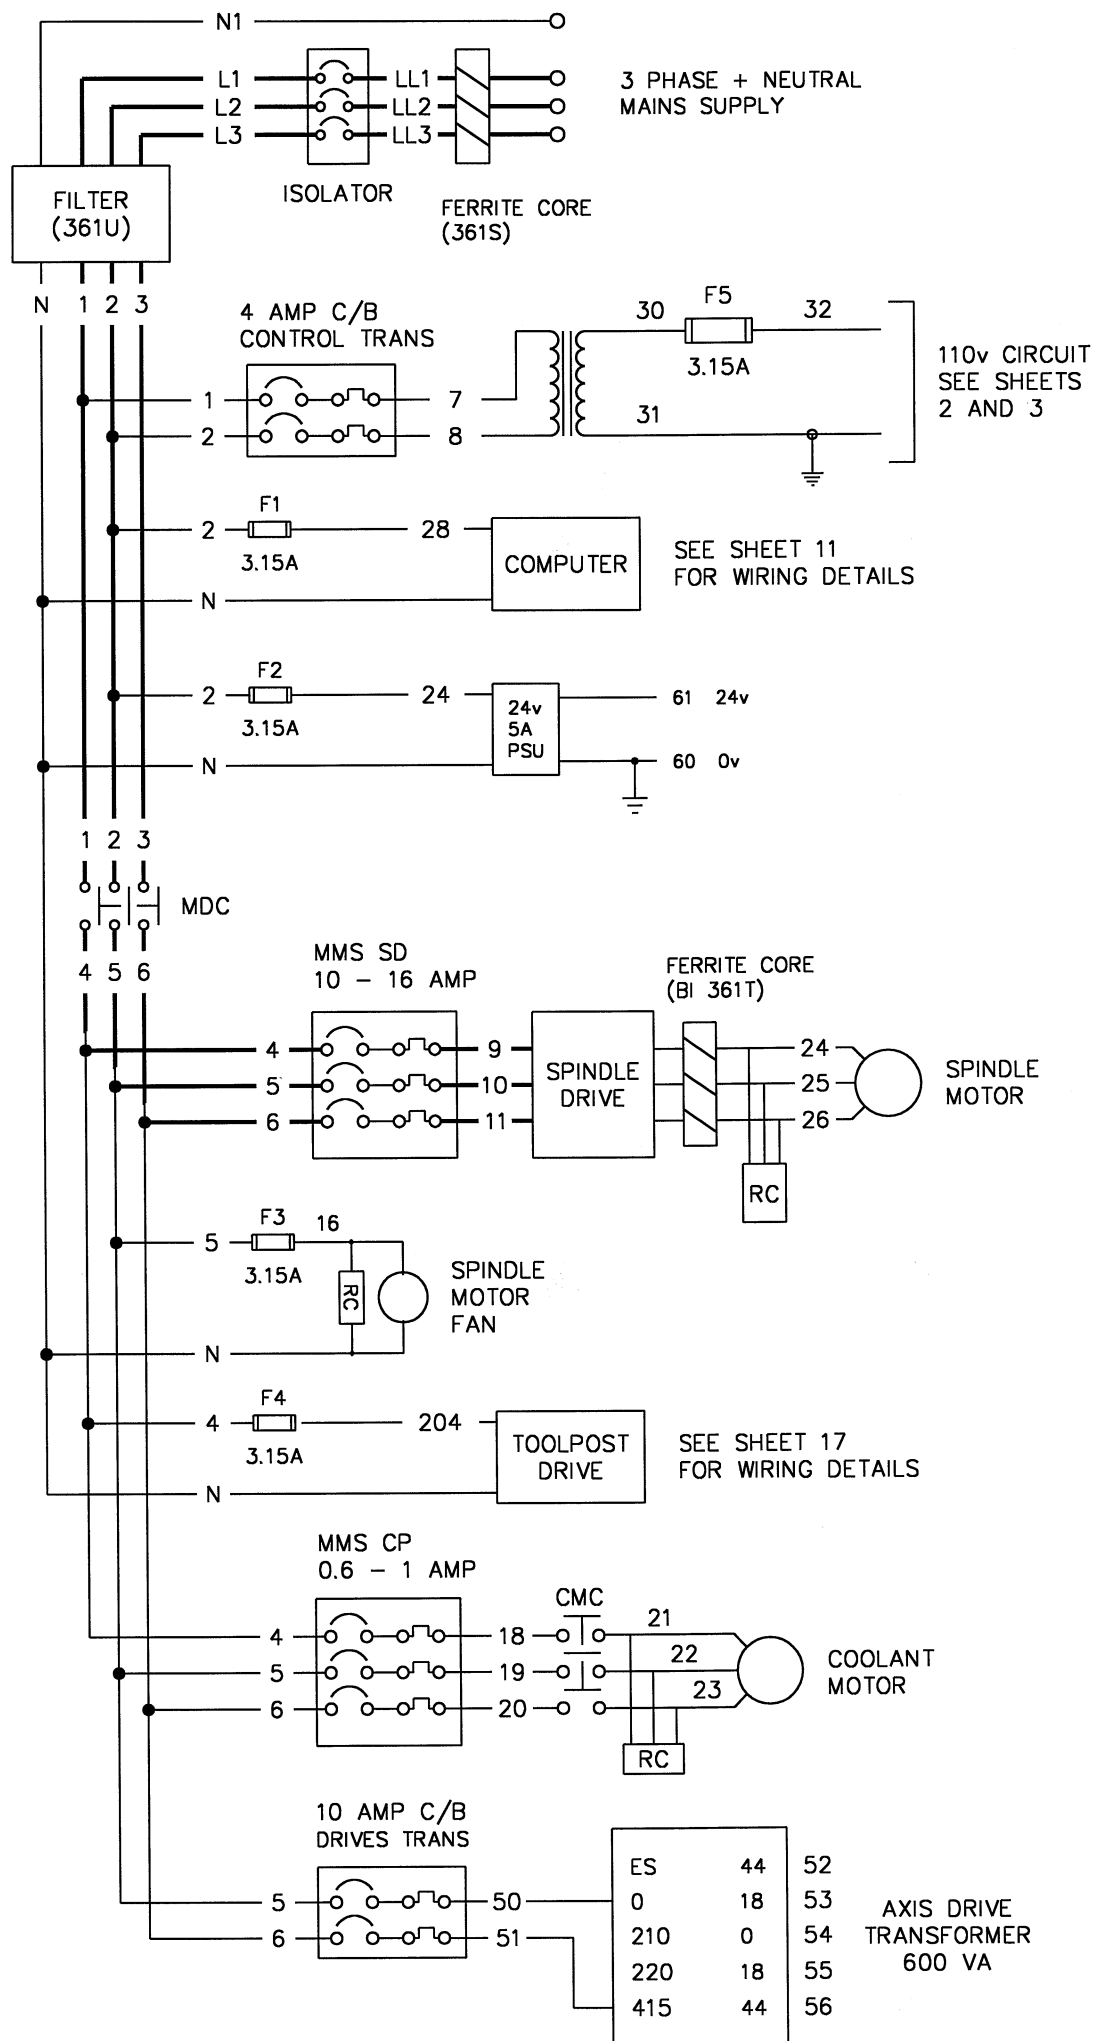 N1
L1 LL1
L2 LL2
L3 LL3
3 PHASE + NEUTRAL
MAINS SUPPLY
FILTER
(361U)
ISOLATOR
FERRITE CORE
(361S)
N 1 2 3
4 AMP C/B
CONTROL TRANS
1 7
2 8
30 F5 32
3.15A
31
110v CIRCUIT
SEE SHEETS
2 AND 3
F1
2 28
3.15A
N
COMPUTER
SEE SHEET 11
FOR WIRING DETAILS
F2
2 24
3.15A
N
24v
5A
PSU
61 24v
60 0v
1 2 3
MDC
4 5 6
MMS SD
10 – 16 AMP
4 9
5 10
6 11
SPINDLE
DRIVE
FERRITE CORE
(BI 361T)
24
25
26
RC
SPINDLE
MOTOR
F3 16
5
3.15A
RC
N
SPINDLE
MOTOR
FAN
F4
4 204
3.15A
N
TOOLPOST
DRIVE
SEE SHEET 17
FOR WIRING DETAILS
MMS CP
0.6 – 1 AMP
CMC
4 18 21
5 19 22
6 20 23
RC
COOLANT
MOTOR
10 AMP C/B
DRIVES TRANS
5 50
6 51
ES 44 52
0 18 53
210 0 54
220 18 55
415 44 56
AXIS DRIVE
TRANSFORMER
600 VA